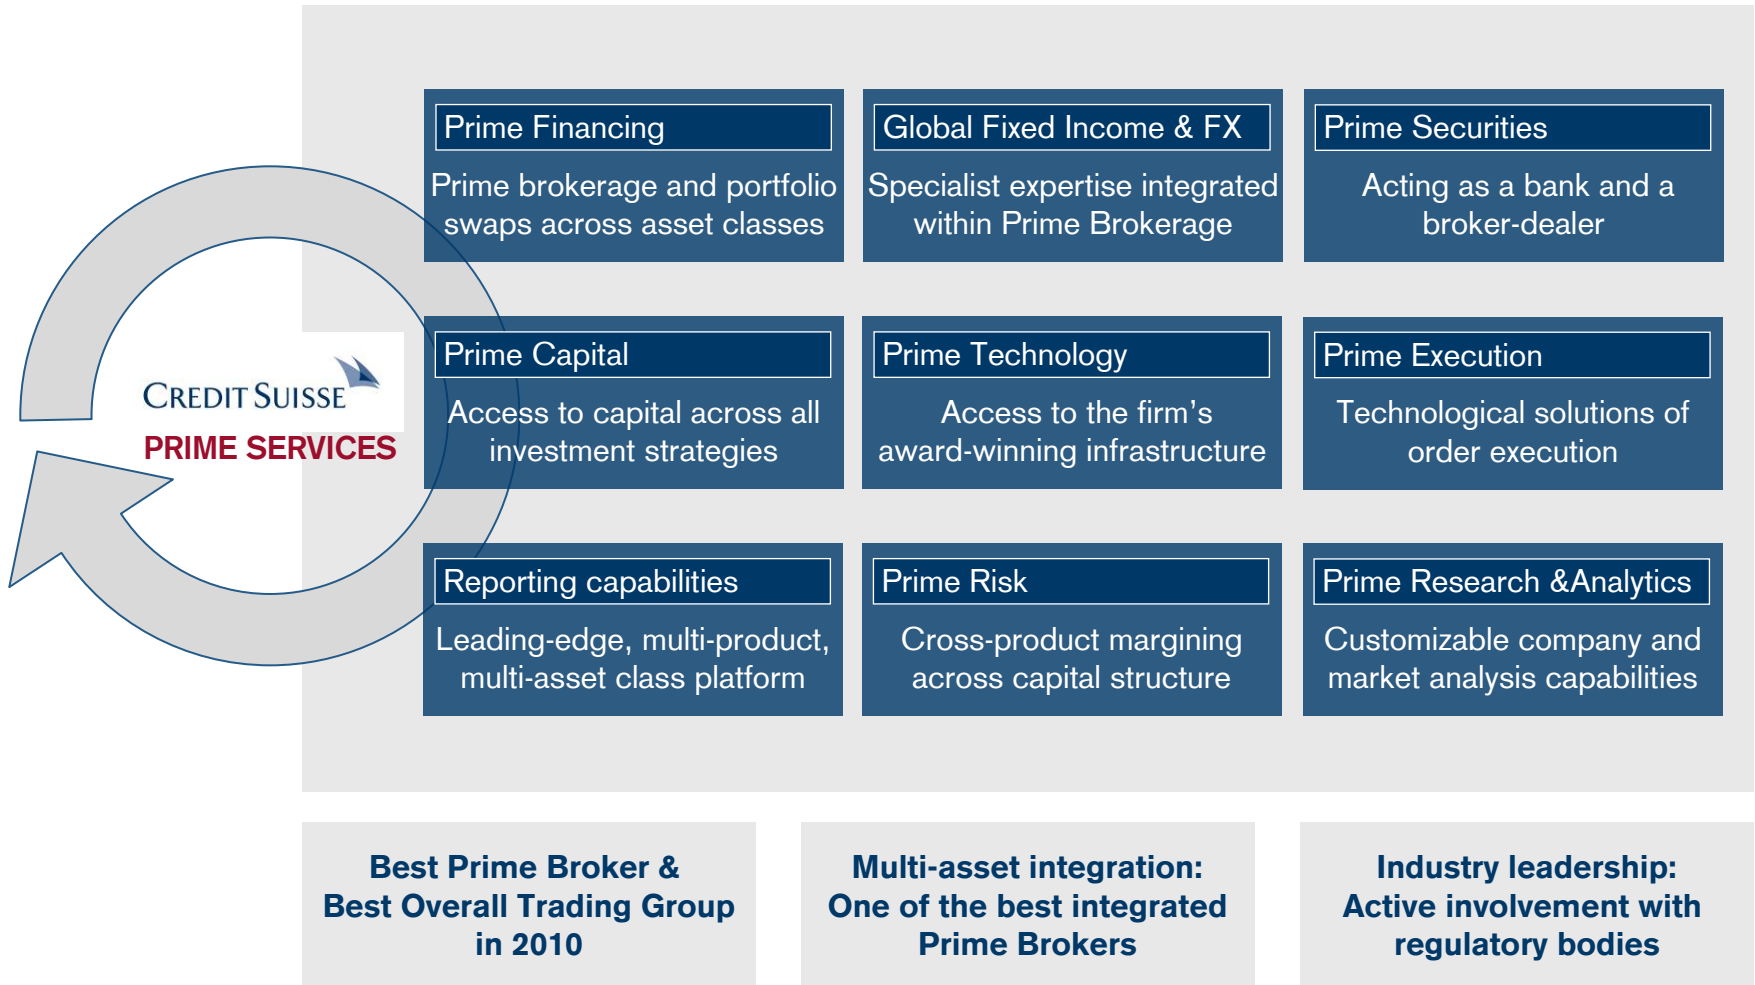 Prime Financing
Prime brokerage and portfolio
swaps across asset classes
Global Fixed Income & FX
Specialist expertise integrated
within Prime Brokerage
Prime Securities
Acting as a bank and a
broker-dealer
CREDIT SUISSE
PRIME SERVICES
Prime Capital
Access to capital across all
investment strategies
Prime Technology
Access to the firm’s
award-winning infrastructure
Prime Execution
Technological solutions of
order execution
Reporting capabilities
Leading-edge, multi-product,
multi-asset class platform
Prime Risk
Cross-product margining
across capital structure
Prime Research &Analytics
Customizable company and
market analysis capabilities
Best Prime Broker &
Best Overall Trading Group
in 2010
Multi-asset integration:
One of the best integrated
Prime Brokers
Industry leadership:
Active involvement with
regulatory bodies